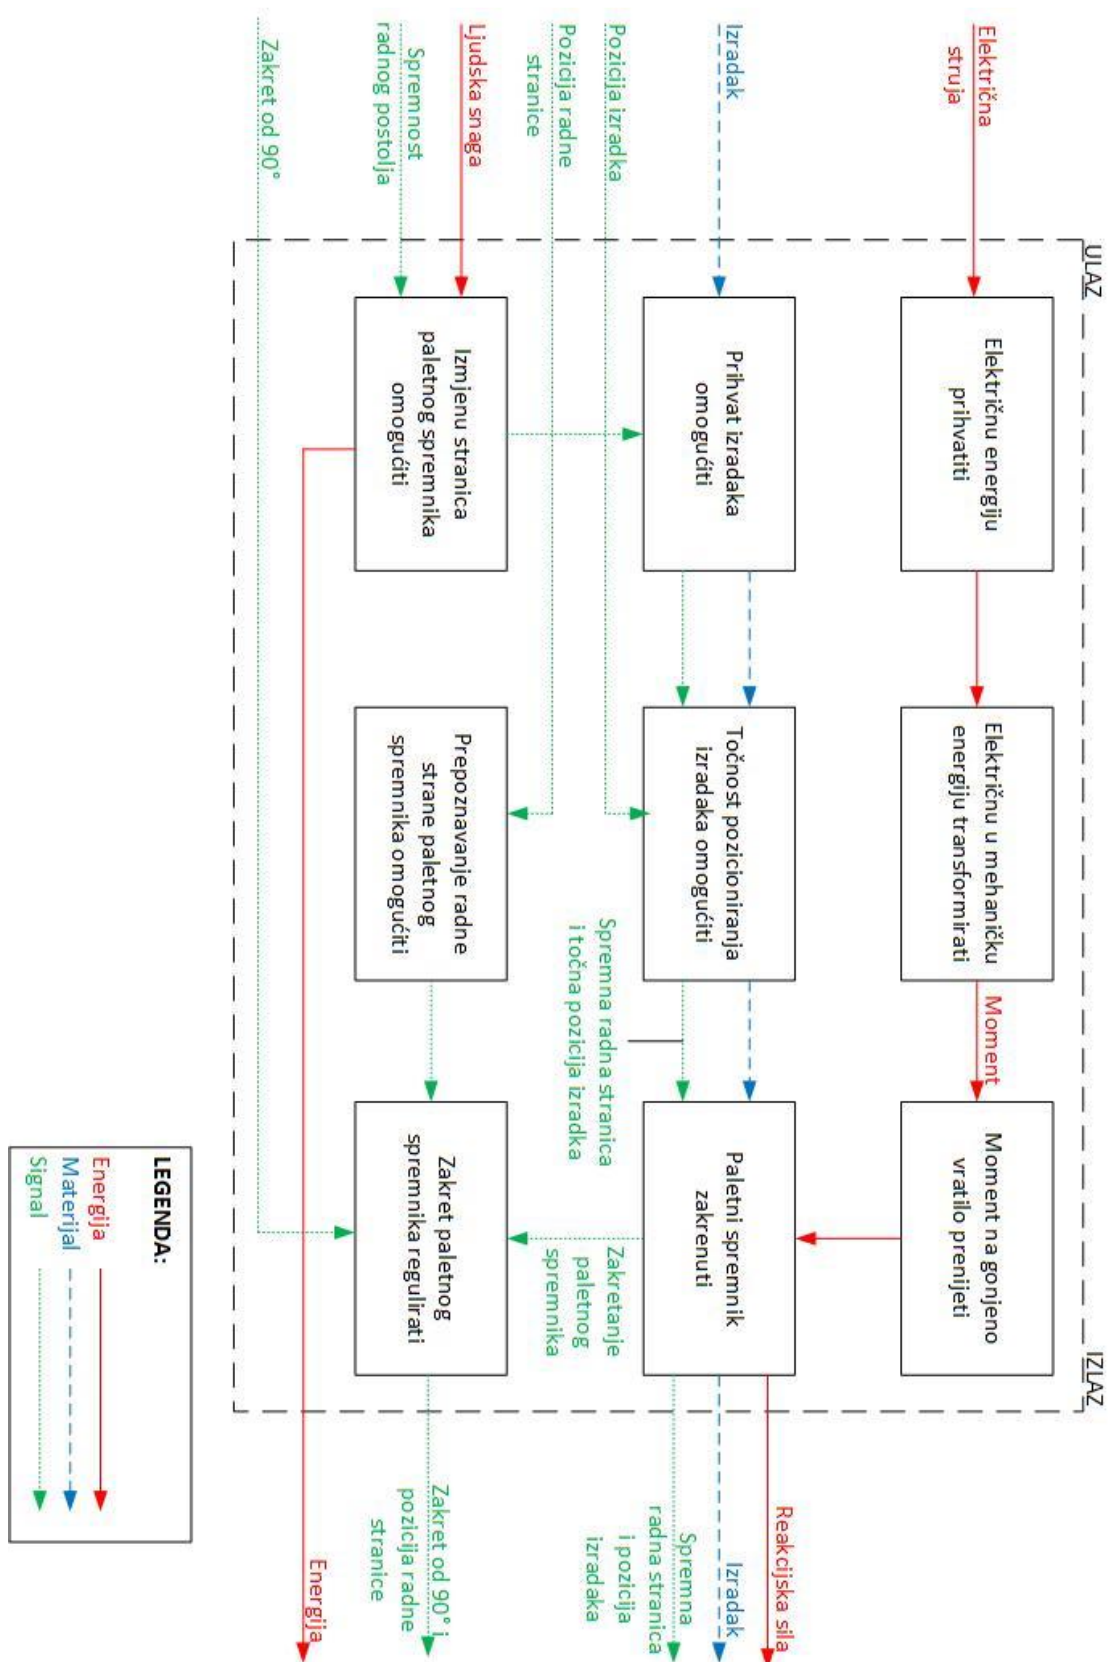 ULAZ
IZLAZ
Električna
struja
Električnu energiju
prihvatiti
Električnu u mehaničku
energiju transformirati
Moment
Moment na gonjeno
vratilo prenijeti
Reakcijska sila
Izradak
Prihvat izradaka
omogućiti
Točnost pozicioniranja
izradaka omogućiti
Paletni spremnik
zakrenuti
Izradak
Spremna
radna stranica
i pozicija
izradaka
Pozicija izradka
Spremna radna stranica
i točna pozicija izradka
Zakretanje
paletnog
spremnika
Pozicija radne
stranice
Ljudska snaga
Spremnost
radnog postolja
Izmjenu stranica
paletnog spremnika
omogućiti
Prepoznavanje radne
strane paletnog
spremnika omogućiti
Zakret paletnog
spremnika regulirati
Zakret od 90° i
pozicija radne
stranice
Energija
Zakret od 90°
LEGENDA:
Energija
Materijal
Signal